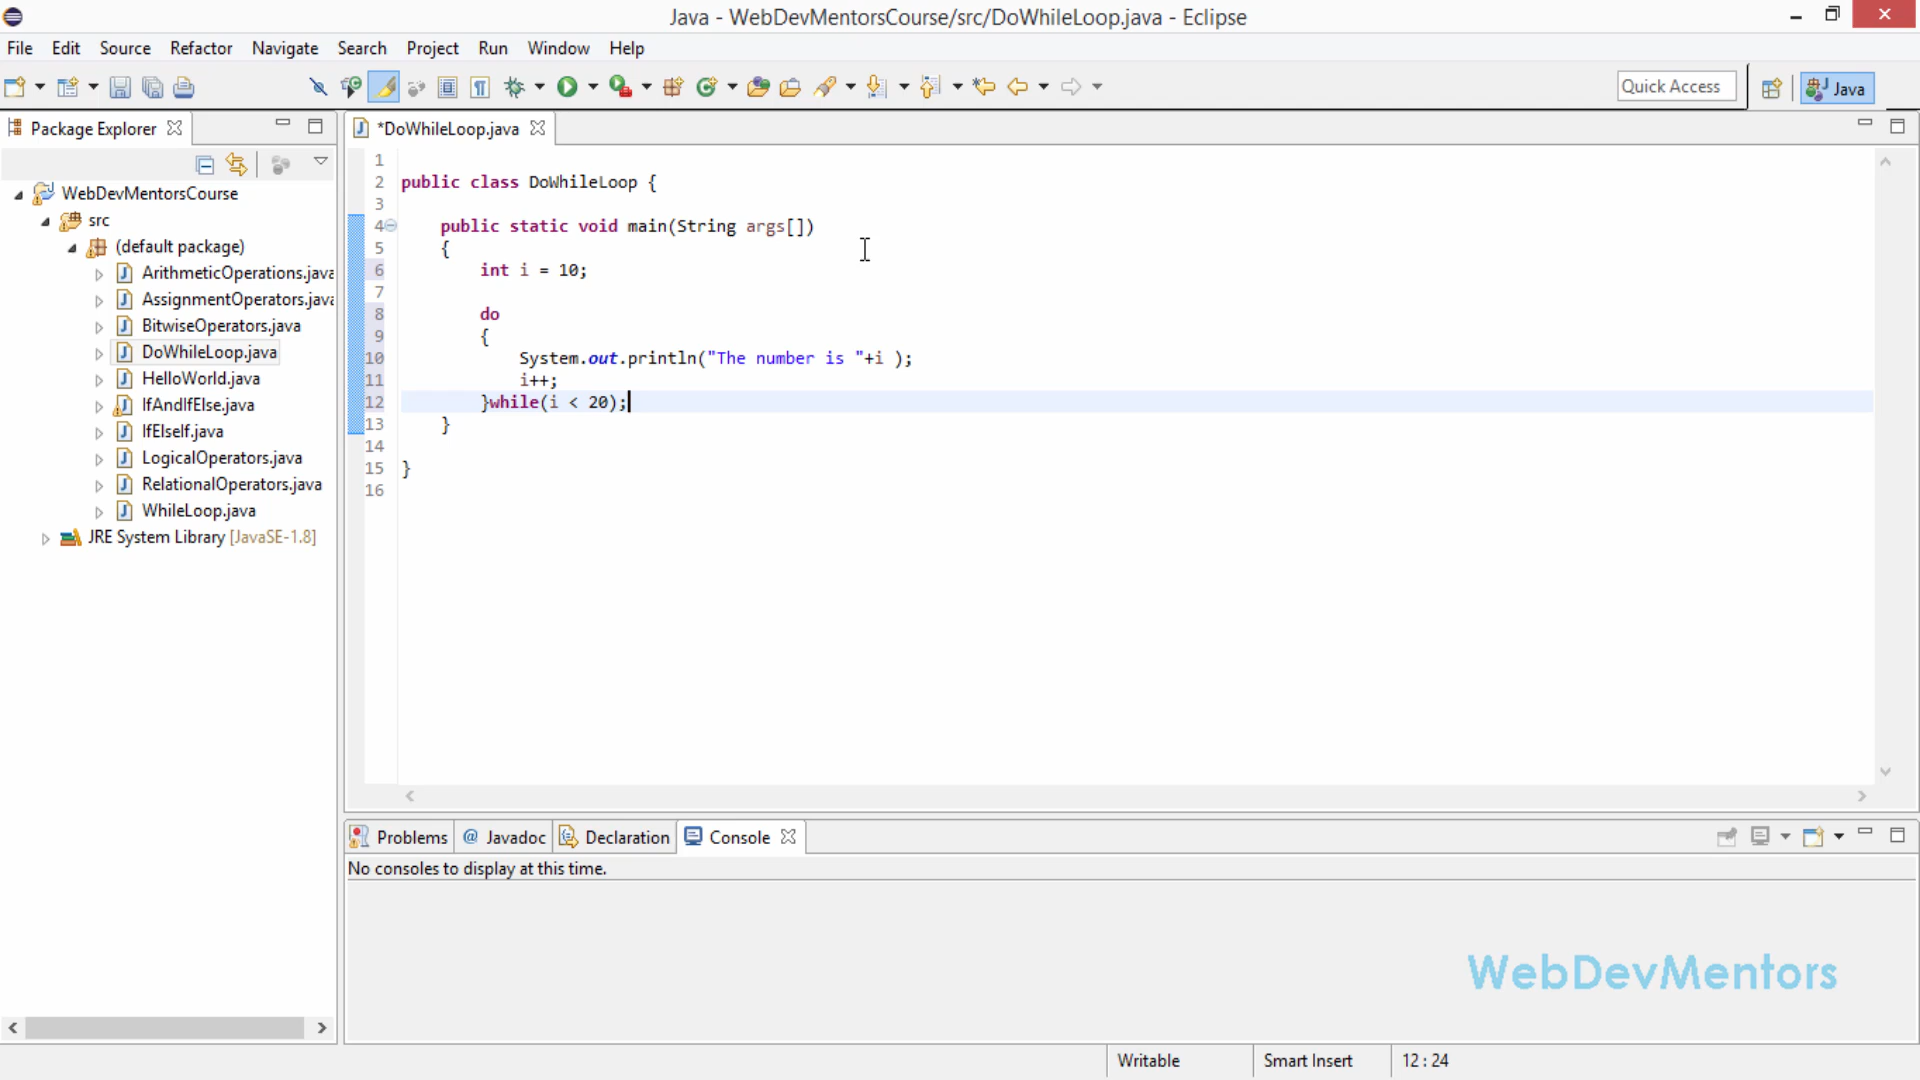 Java - WebDevMentorsCourse/src/DoWhileLoop.java - Eclipse
File Edit Source Refactor Navigate Search Project Run Window Help
Quick Access
Java
Package Explorer
*DoWhileLoop.java
WebDevMentorsCourse
src
(default package)
ArithmeticOperations.java
AssignmentOperators.java
BitwiseOperators.java
DoWhileLoop.java
HelloWorld.java
IfAndIfElse.java
IfElseIf.java
LogicalOperators.java
RelationalOperators.java
WhileLoop.java
JRE System Library [JavaSE-1.8]
1
2 public class DoWhileLoop {
3
4 public static void main(String args[])
5 {
6 int i = 10;
7
8 do
9 {
10 System.out.println("The number is "+i );
11 i++;
12 }while(i < 20);
13 }
14
15 }
16
Problems @ Javadoc Declaration Console
No consoles to display at this time.
WebDevMentors
Writable Smart Insert 12 : 24